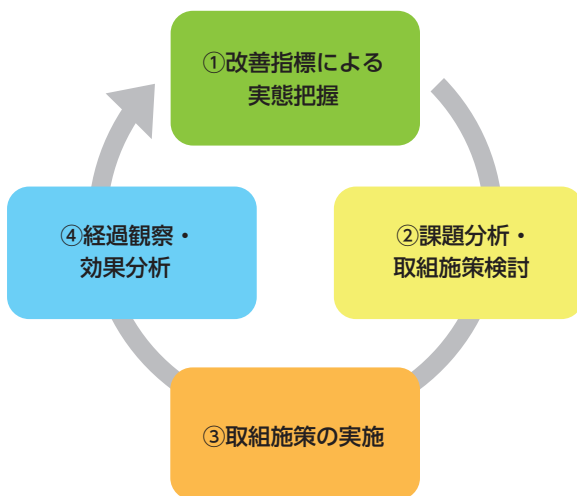 ①改善指標による
実態把握
②課題分析・
取組施策検討
③取組施策の実施
④経過観察・
効果分析